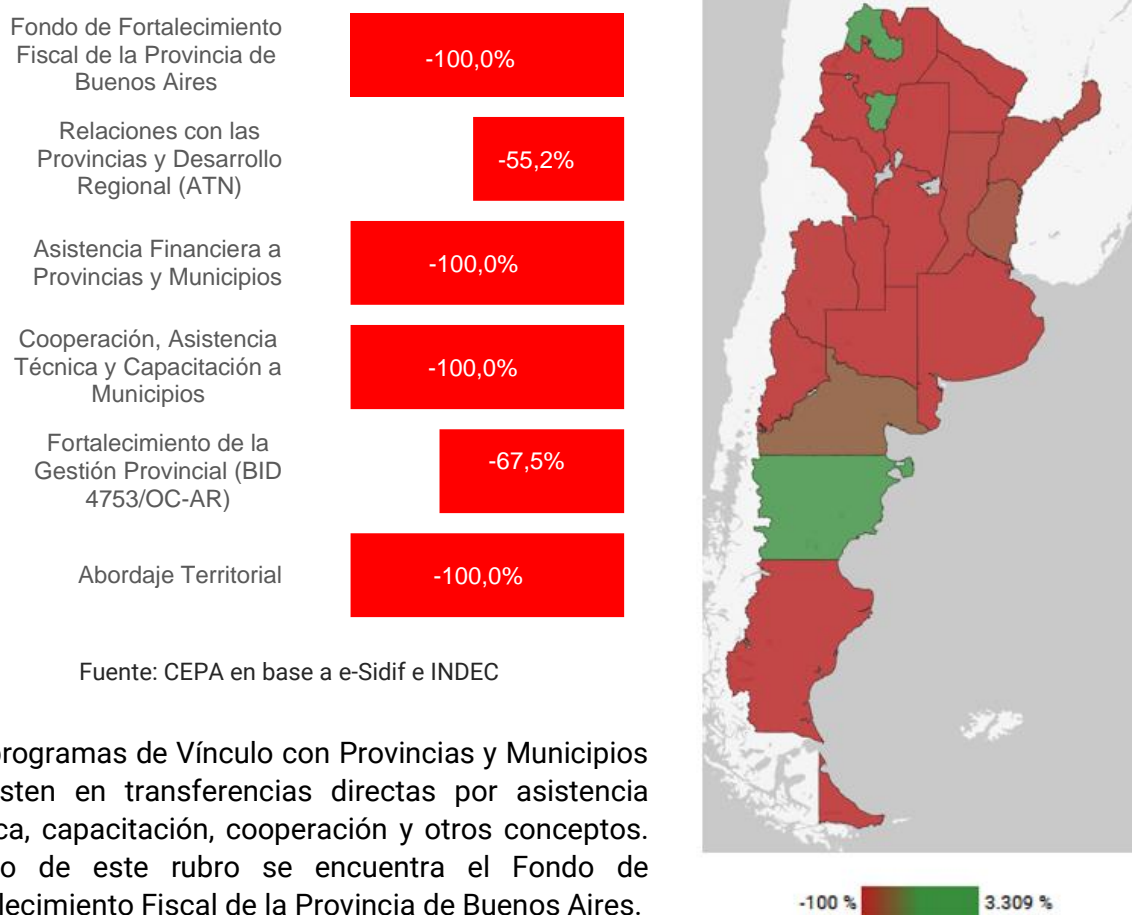 Fondo de Fortalecimiento
Fiscal de la Provincia de
Buenos Aires
-100,0%
Relaciones con las
Provincias y Desarrollo
Regional (ATN)
-55,2%
Asistencia Financiera a
Provincias y Municipios
-100,0%
Cooperación, Asistencia
Técnica y Capacitación a
Municipios
-100,0%
Fortalecimiento de la
Gestión Provincial (BID
4753/OC-AR)
-67,5%
Abordaje Territorial
-100,0%
Fuente: CEPA en base a e-Sidif e INDEC
programas de Vínculo con Provincias y Municipios
sten en transferencias directas por asistencia
ca, capacitación, cooperación y otros conceptos.
o de este rubro se encuentra el Fondo de
lecimiento Fiscal de la Provincia de Buenos Aires.
-100 % 3.309 %